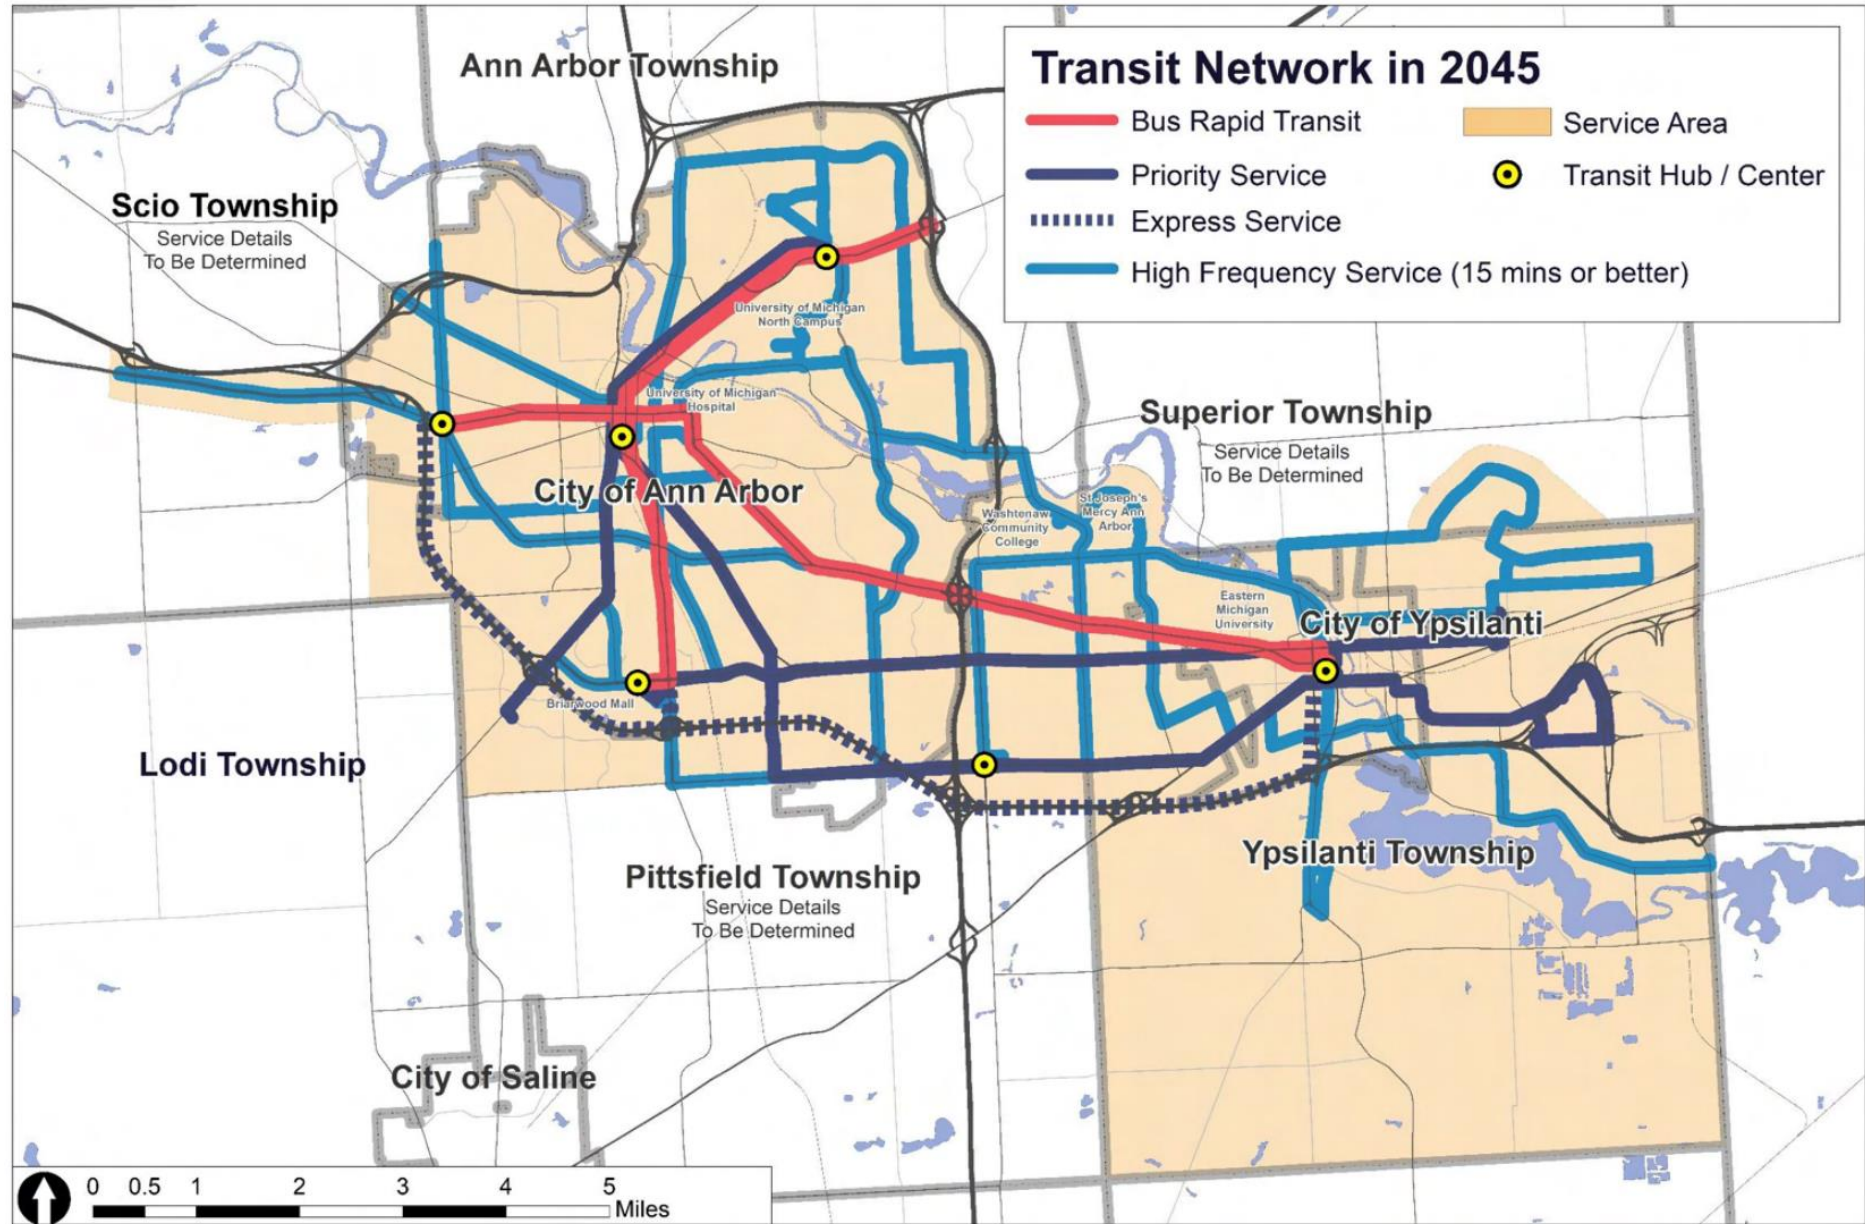 Transit Network in 2045
Bus Rapid Transit
Priority Service
Express Service
High Frequency Service (15 mins or better)
Service Area
Transit Hub / Center
Ann Arbor Township
Scio Township
Service Details
To Be Determined
University of Michigan
North Campus
University of Michigan
Hospital
Superior Township
Service Details
To Be Determined
City of Ann Arbor
Washtenaw
Community
College
St Joseph's
Mercy Ann
Arbor
Eastern
Michigan
University
City of Ypsilanti
Briarwood Mall
Lodi Township
Pittsfield Township
Service Details
To Be Determined
Ypsilanti Township
City of Saline
0 0.5 1 2 3 4 5
Miles